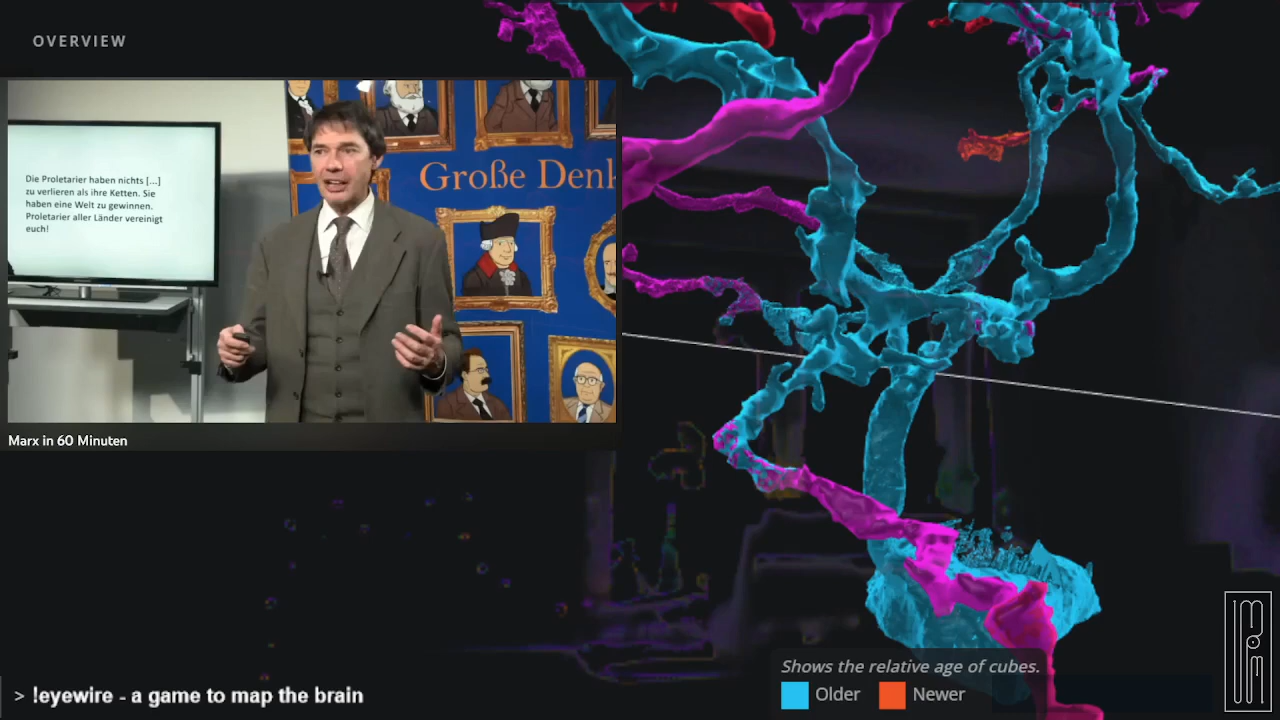 OVERVIEW
Die Proletarier haben nichts [...]
zu verlieren als ihre Ketten. Sie
haben eine Welt zu gewinnen.
Proletarier aller Länder vereinigt
euch!
Große Denk
Marx in 60 Minuten
> !eyewire - a game to map the brain
Shows the relative age of cubes.
Older Newer